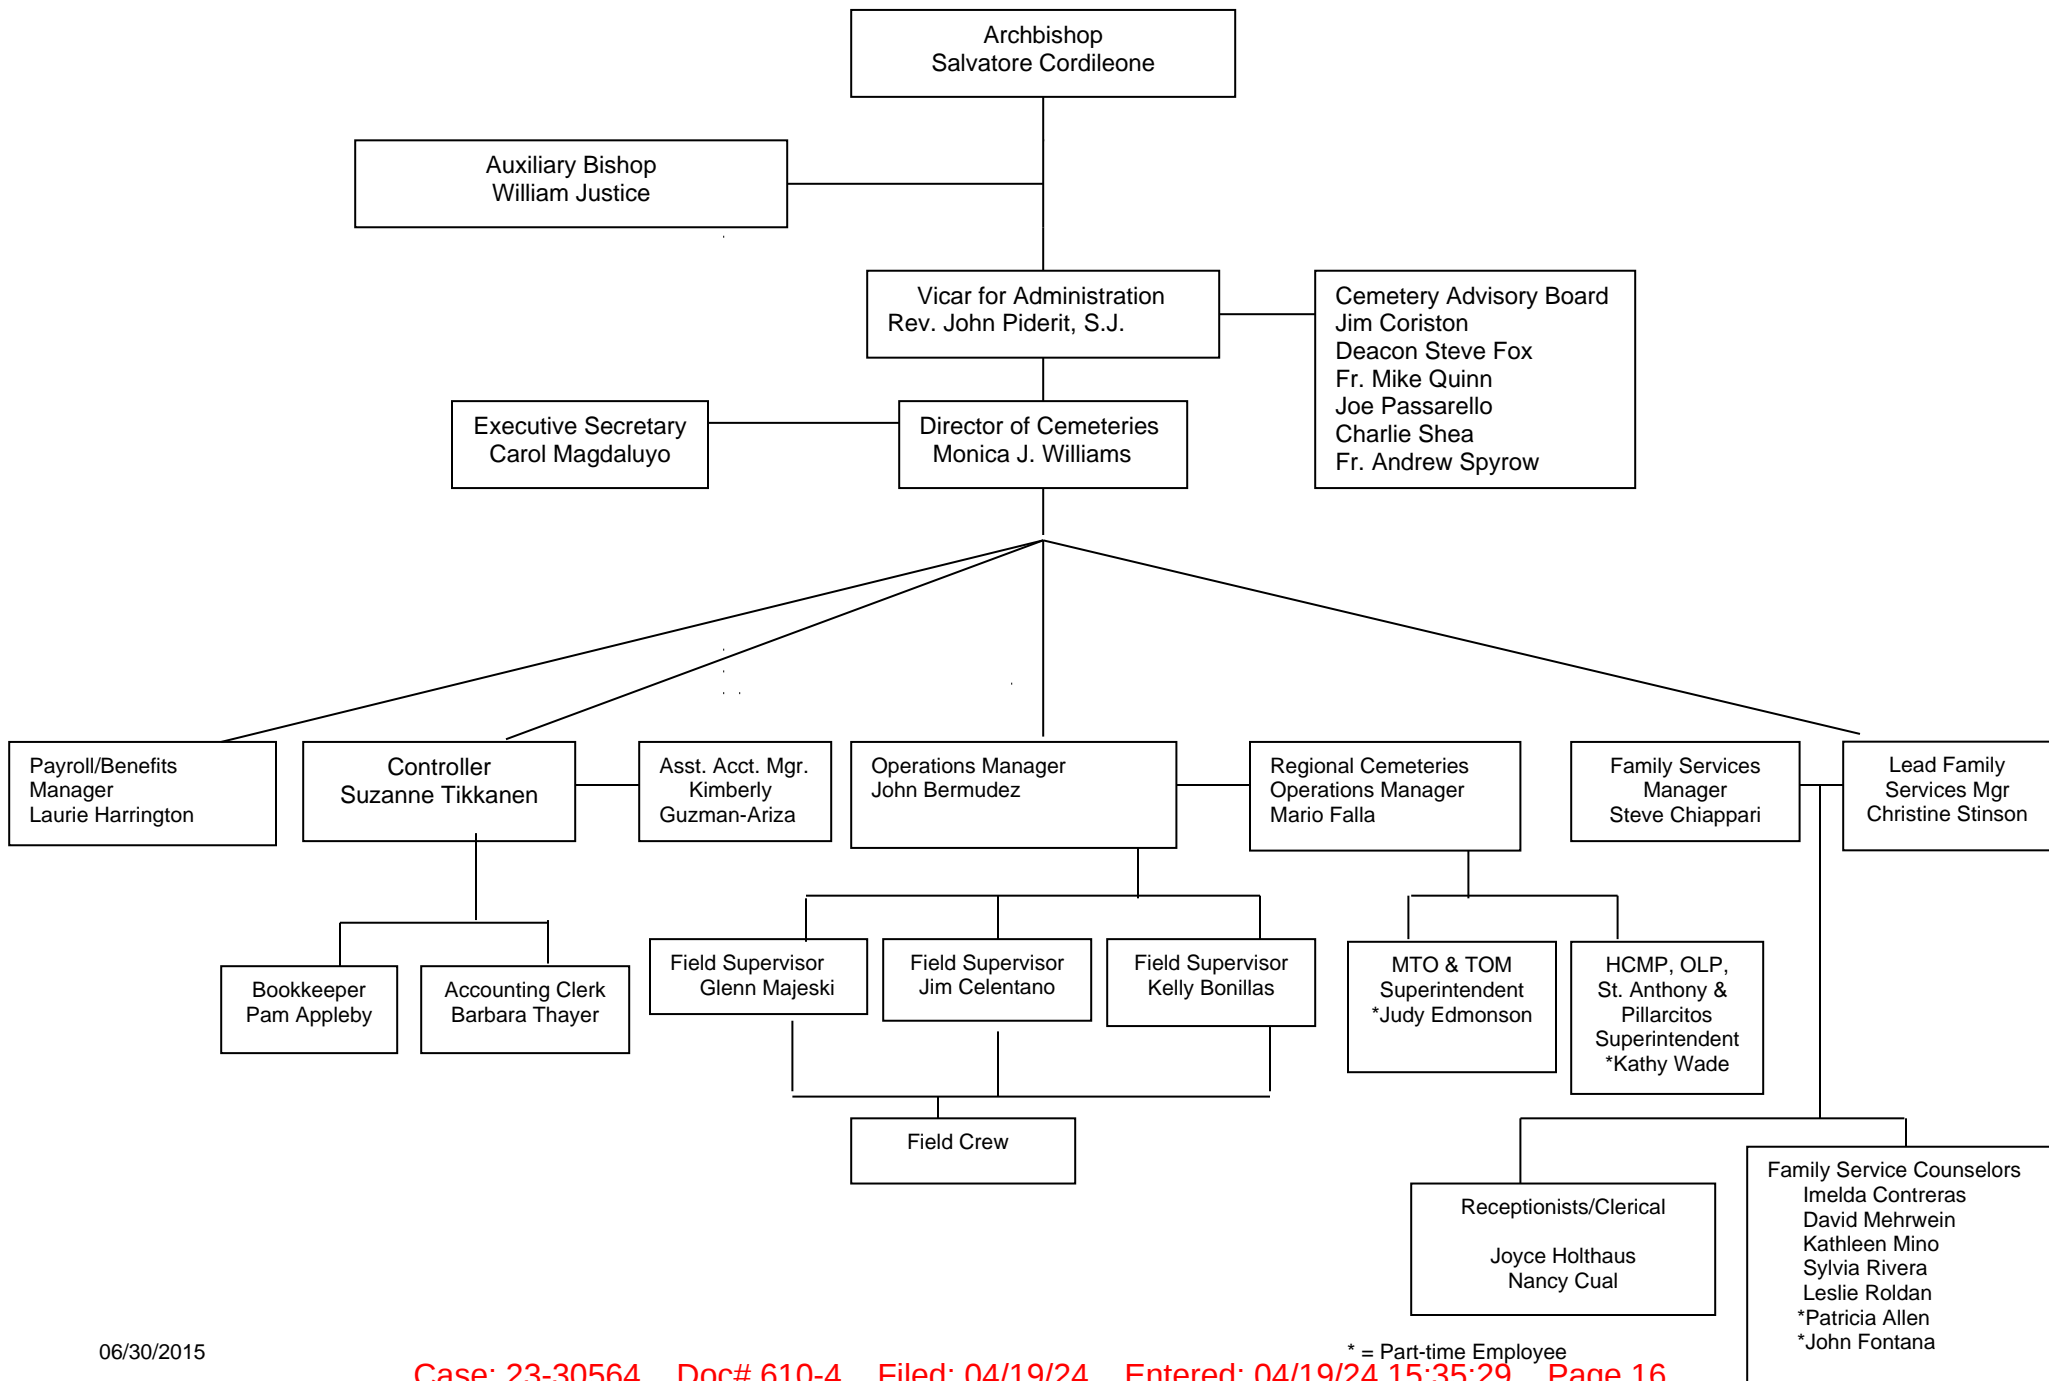 Archbishop
Salvatore Cordileone
Auxiliary Bishop
William Justice
Vicar for Administration
Rev. John Piderit, S.J.
Cemetery Advisory Board
Jim Coriston
Deacon Steve Fox
Fr. Mike Quinn
Joe Passarello
Charlie Shea
Fr. Andrew Spyrow
Executive Secretary
Carol Magdaluyo
Director of Cemeteries
Monica J. Williams
Payroll/Benefits
Manager
Laurie Harrington
Controller
Suzanne Tikkanen
Asst. Acct. Mgr.
Kimberly
Guzman-Ariza
Operations Manager
John Bermudez
Regional Cemeteries
Operations Manager
Mario Falla
Family Services
Manager
Steve Chiappari
Lead Family
Services Mgr
Christine Stinson
Bookkeeper
Pam Appleby
Accounting Clerk
Barbara Thayer
Field Supervisor
Glenn Majeski
Field Supervisor
Jim Celentano
Field Supervisor
Kelly Bonillas
MTO & TOM
Superintendent
*Judy Edmonson
HCMP, OLP,
St. Anthony &
Pillarcitos
Superintendent
*Kathy Wade
Field Crew
Receptionists/Clerical
Joyce Holthaus
Nancy Cual
Family Service Counselors
Imelda Contreras
David Mehrwein
Kathleen Mino
Sylvia Rivera
Leslie Roldan
*Patricia Allen
*John Fontana
06/30/2015
* = Part-time Employee
Case: 23-30564 Doc# 610-4 Filed: 04/19/24 Entered: 04/19/24 15:35:29 Page 16